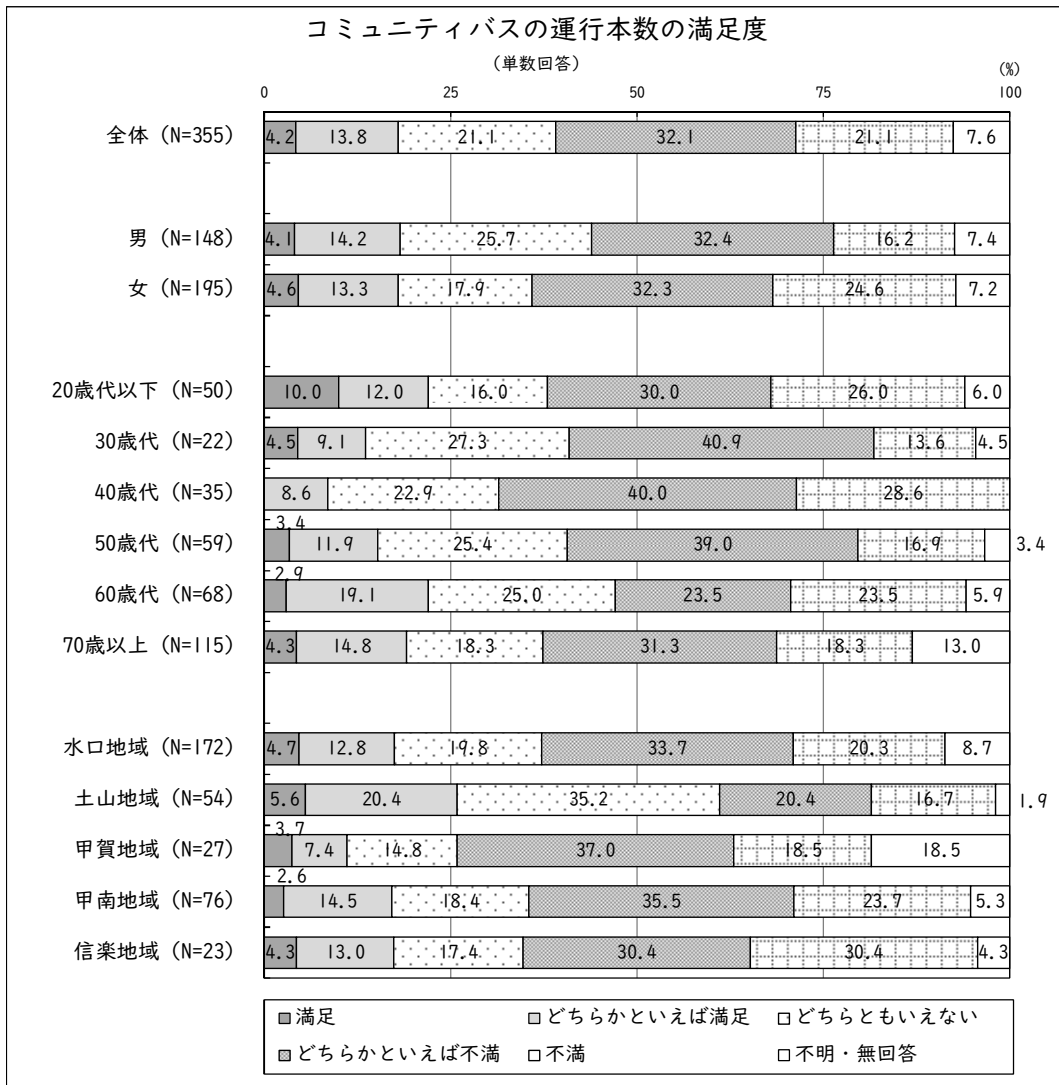 コミュニティバスの運行本数の満足度
(単数回答)
(%)
0 25 50 75 100
全体 (N=355) 4.2 13.8 21.1 32.1 21.1 7.6
男 (N=148) 4.1 14.2 25.7 32.4 16.2 7.4
女 (N=195) 4.6 13.3 17.9 32.3 24.6 7.2
20歳代以下 (N=50) 10.0 12.0 16.0 30.0 26.0 6.0
30歳代 (N=22) 4.5 9.1 27.3 40.9 13.6 4.5
40歳代 (N=35) 8.6 22.9 40.0 28.6
50歳代 (N=59) 3.4 11.9 25.4 39.0 16.9 3.4
60歳代 (N=68) 2.9 19.1 25.0 23.5 23.5 5.9
70歳以上 (N=115) 4.3 14.8 18.3 31.3 18.3 13.0
水口地域 (N=172) 4.7 12.8 19.8 33.7 20.3 8.7
土山地域 (N=54) 5.6 20.4 35.2 20.4 16.7 1.9
甲賀地域 (N=27) 3.7 7.4 14.8 37.0 18.5 18.5
甲南地域 (N=76) 2.6 14.5 18.4 35.5 23.7 5.3
信楽地域 (N=23) 4.3 13.0 17.4 30.4 30.4 4.3
満足 どちらかといえば満足 どちらともいえない
どちらかといえば不満 不満 不明・無回答